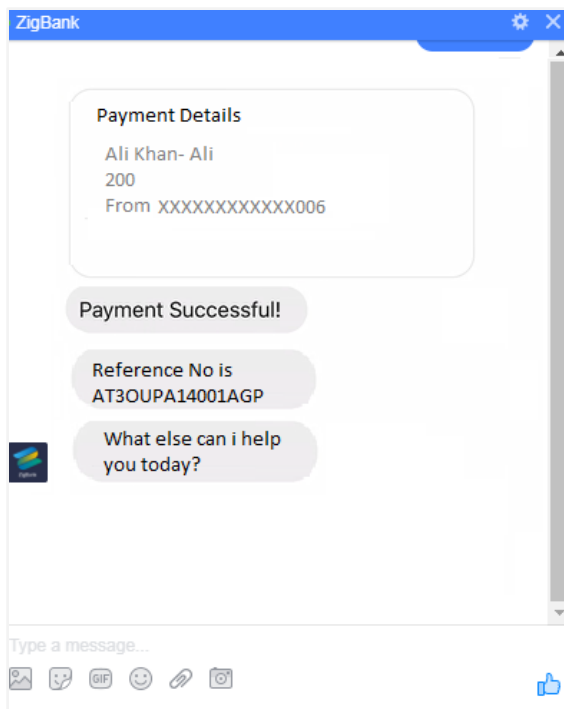 ZigBank
Payment Details
Ali Khan- Ali
200
From XXXXXXXXXXXX006
Payment Successful!
Reference No is
AT3OUPA14001AGP
What else can i help
you today?
ZigBank
Type a message...
GIF